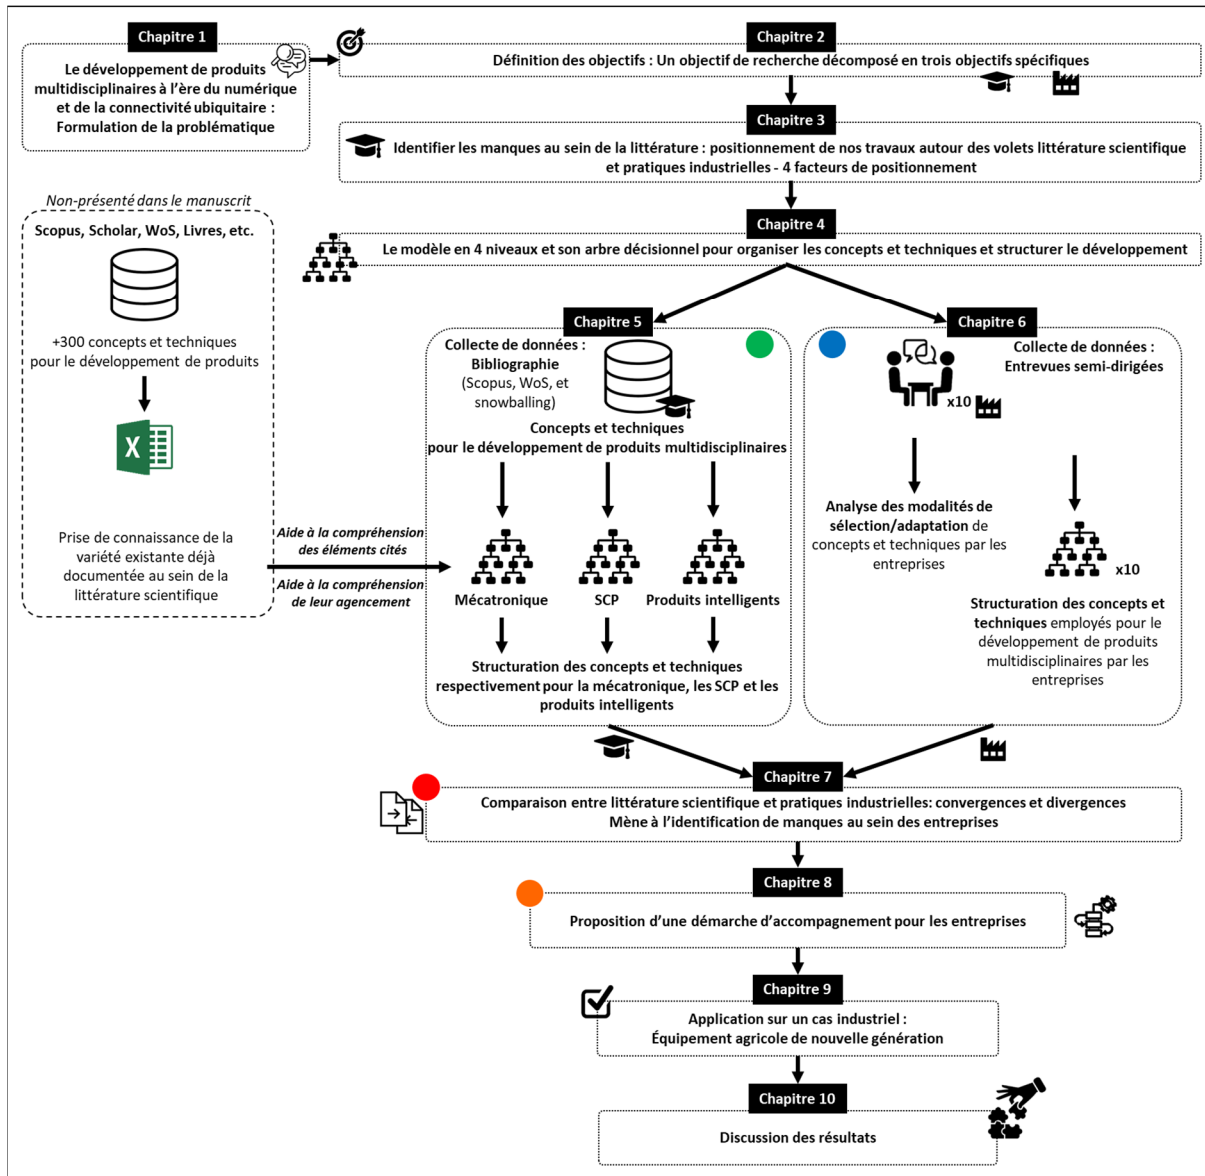 Chapitre 1
Le développement de produits
multidisciplinaires à l'ère du numérique
et de la connectivité ubiquitaire :
Formulation de la problématique
Chapitre 2
Définition des objectifs : Un objectif de recherche décomposé en trois objectifs spécifiques
Chapitre 3
Identifier les manques au sein de la littérature : positionnement de nos travaux autour des volets littérature scientifique
et pratiques industrielles - 4 facteurs de positionnement
Chapitre 4
Le modèle en 4 niveaux et son arbre décisionnel pour organiser les concepts et techniques et structurer le développement
Non-présenté dans le manuscrit
Scopus, Scholar, WoS, Livres, etc.
+300 concepts et techniques
pour le développement de produits
X
Prise de connaissance de la
variété existante déjà
documentée au sein de la
littérature scientifique
Aide à la compréhension
des éléments cités
Aide à la compréhension
de leur agencement
Chapitre 5
Collecte de données :
Bibliographie
(Scopus, WoS, et
snowballing)
Concepts et techniques
pour le développement de produits multidisciplinaires
Mécatronique
SCP
Produits intelligents
Structuration des concepts et techniques
respectivement pour la mécatronique, les SCP et les
produits intelligents
Chapitre 6
Collecte de données :
Entrevues semi-dirigées
x10
Analyse des modalités de
sélection/adaptation de
concepts et techniques par les
entreprises
x10
Structuration des concepts et
techniques employés pour le
développement de produits
multidisciplinaires par les
entreprises
Chapitre 7
Comparaison entre littérature scientifique et pratiques industrielles: convergences et divergences
Mène à l'identification de manques au sein des entreprises
Chapitre 8
Proposition d'une démarche d'accompagnement pour les entreprises
Chapitre 9
Application sur un cas industriel :
Équipement agricole de nouvelle génération
Chapitre 10
Discussion des résultats